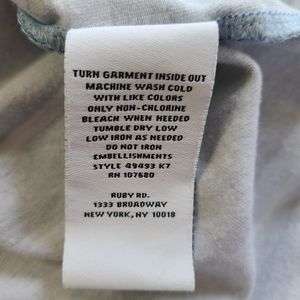 TURN GARMENT INSIDE OUT
MACHINE WASH COLD
WITH LIKE COLORS
ONLY NON-CHLORINE
BLEACH WHEN NEEDED
TUMBLE DRY LOW
LOW IRON AS NEEDED
DO NOT IRON
EMBELLISHMENTS
STYLE 49493 K7
RN 107680
RUBY RD.
1333 BROADWAY
NEW YORK, NY 10018